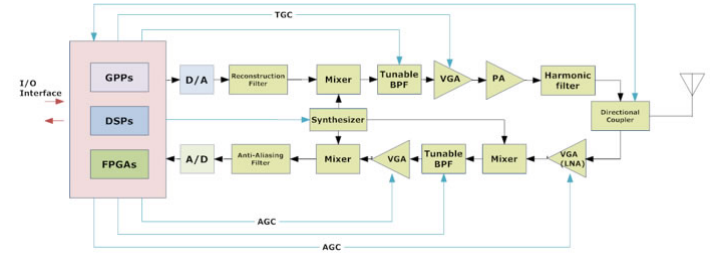 TGC
I/O
Interface
GPPs
DSPs
FPGAs
D/A
Reconstruction
Filter
Mixer
Tunable
BPF
VGA
PA
Harmonic
filter
Directional
Coupler
Synthesizer
A/D
Anti-Aliasing
Filter
Mixer
VGA
Tunable
BPF
Mixer
VGA
(LNA)
AGC
AGC